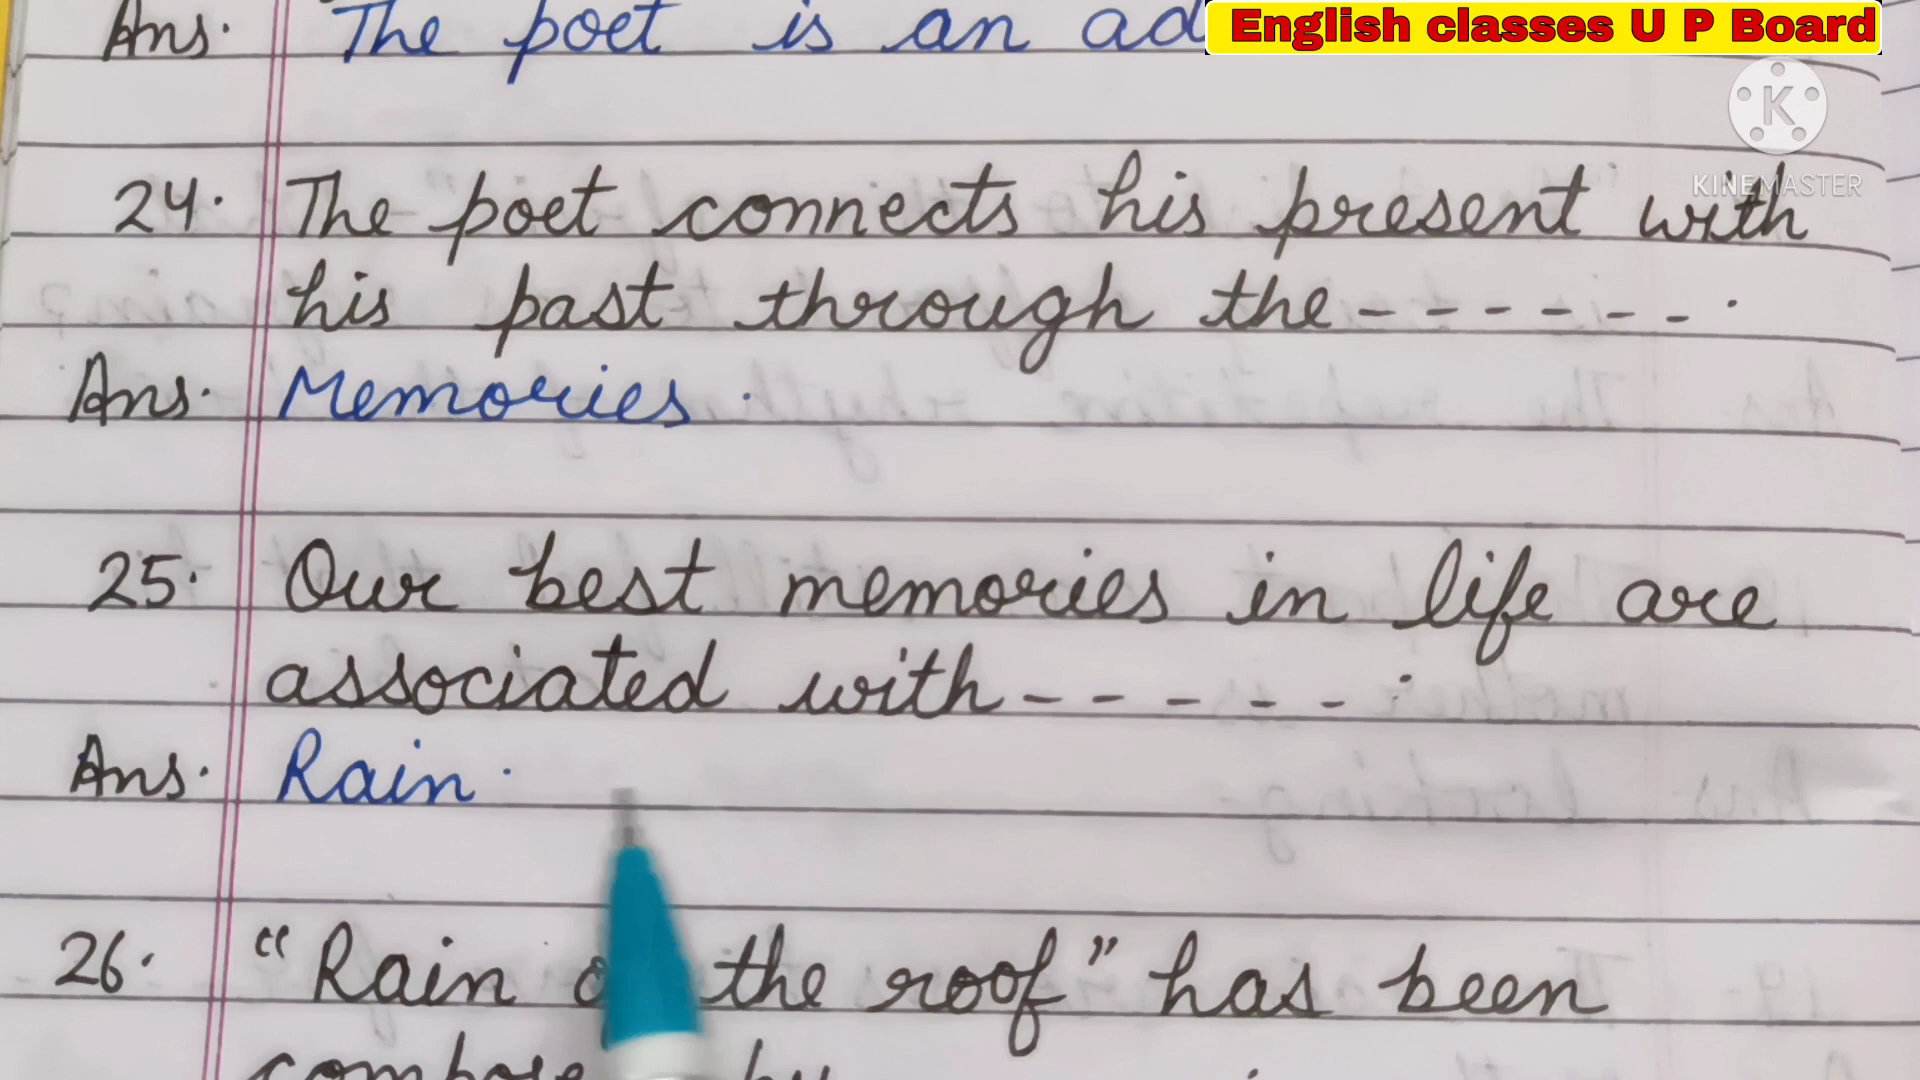 English classes U P Board
Ans. The poet is an ad
KINEMASTER
24. The poet connects his present with
his past through the - - - - - - .
Ans. Memories.
25. Our best memories in life are
associated with - - - - - .
Ans. Rain.
26. "Rain the roof" has been
by